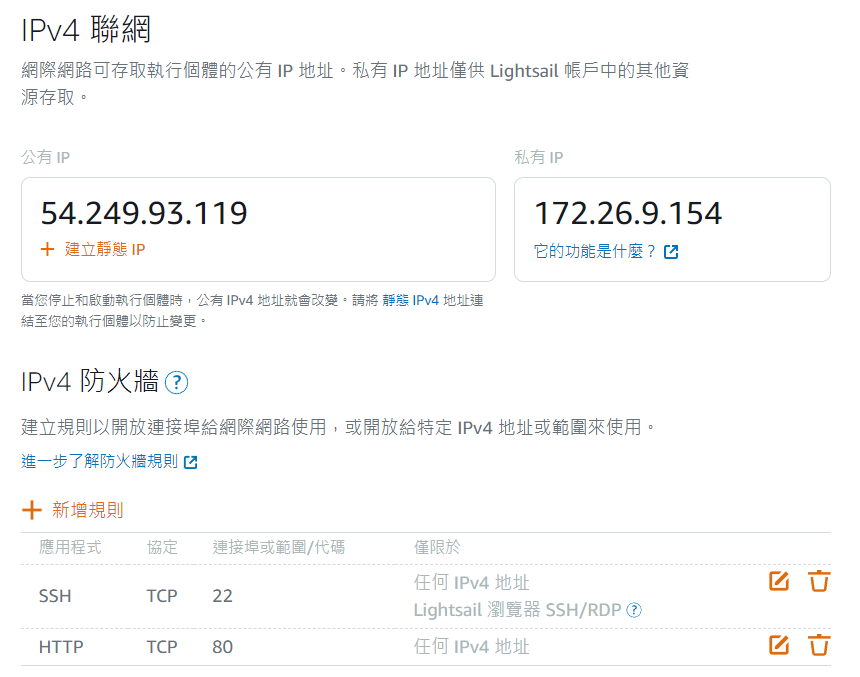 IPv4 聯網
網際網路可存取執行個體的公有 IP 地址。私有 IP 地址僅供 Lightsail 帳戶中的其他資
源存取。
公有 IP
私有 IP
54.249.93.119
172.26.9.154
+ 建立靜態 IP
它的功能是什麼？
當您停止和啟動執行個體時，公有 IPv4 地址就會改變。請將 靜態 IPv4 地址連
結至您的執行個體以防止變更。
IPv4 防火牆 ?
建立規則以開放連接埠給網際網路使用，或開放給特定 IPv4 地址或範圍來使用。
進一步了解防火牆規則
+ 新增規則
應用程式 協定 連接埠或範圍/代碼 僅限於
SSH TCP 22 任何 IPv4 地址
Lightsail 瀏覽器 SSH/RDP ?
HTTP TCP 80 任何 IPv4 地址